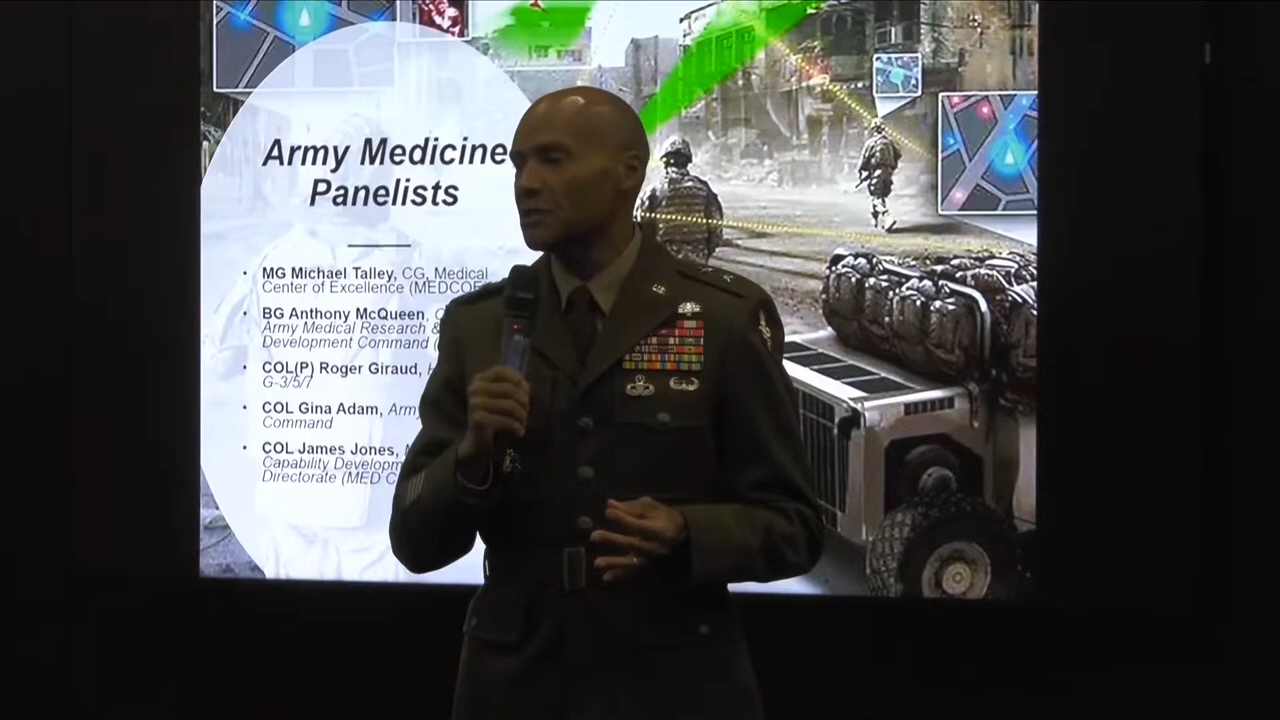 Army Medicine
Panelists
• MG Michael Talley, CG, Medical
Center of Excellence (MEDCOE
• BG Anthony McQueen,
Army Medical Research &
Development Command (
• COL(P) Roger Giraud,
G-3/5/7
• COL Gina Adam, Army
Command
• COL James Jones,
Capability Developm
Directorate (MED C
U.S.